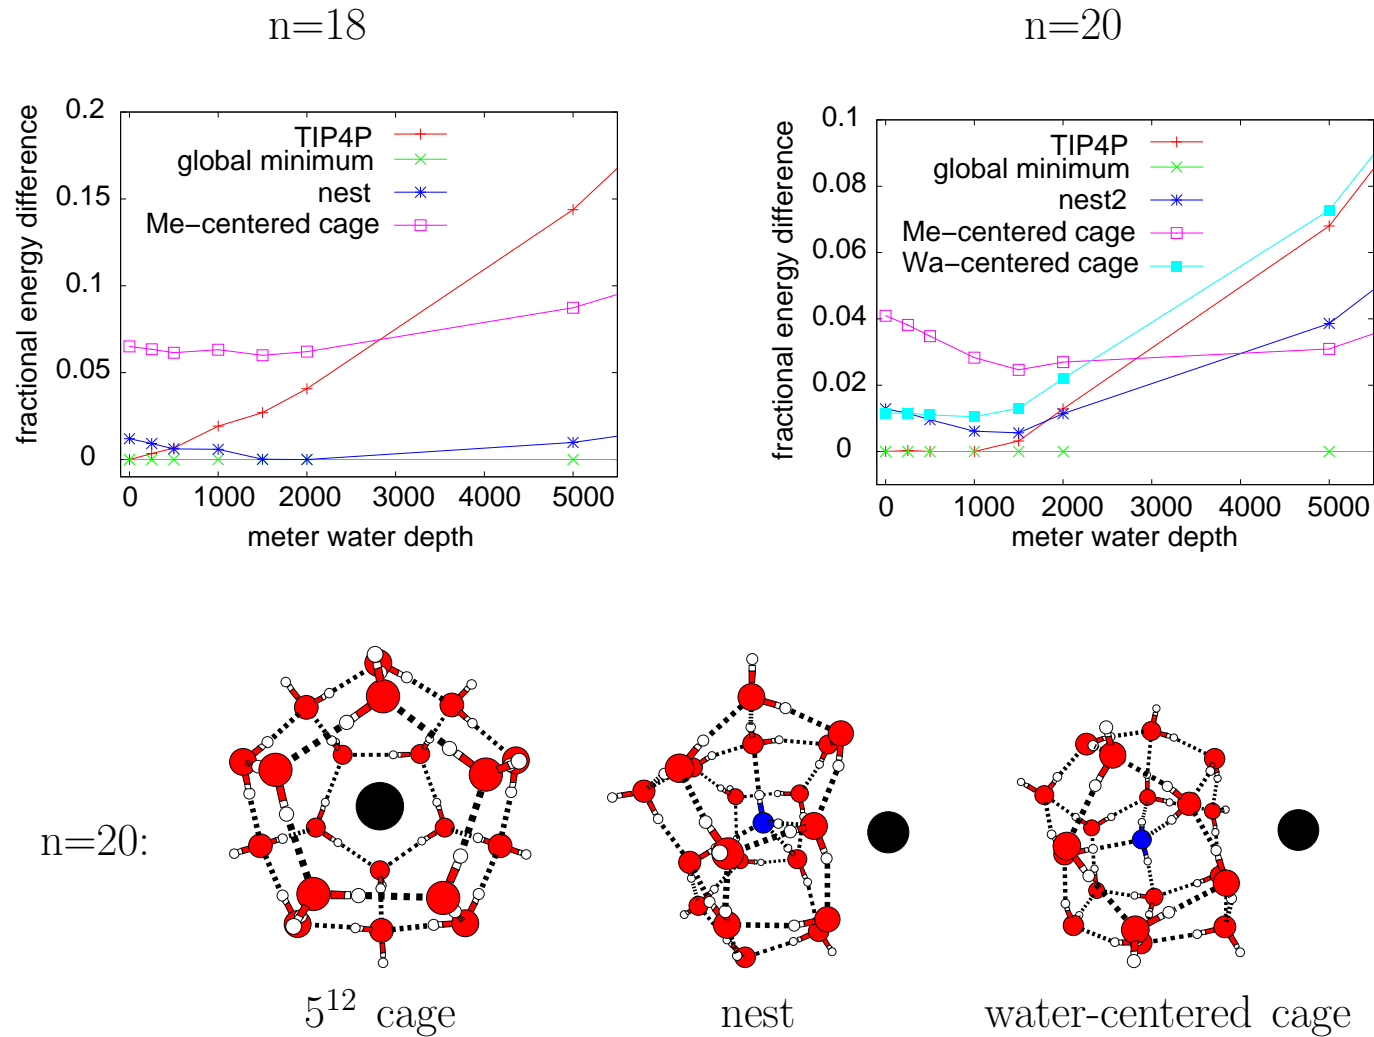 n=18
n=20
fractional energy difference
0.2
0.15
0.1
0.05
0
TIP4P
global minimum
nest
Me−centered cage
0 1000 2000 3000 4000 5000
meter water depth
fractional energy difference
0.1
0.08
0.06
0.04
0.02
0
TIP4P
global minimum
nest2
Me−centered cage
Wa−centered cage
0 1000 2000 3000 4000 5000
meter water depth
n=20:
5¹² cage
nest
water-centered cage